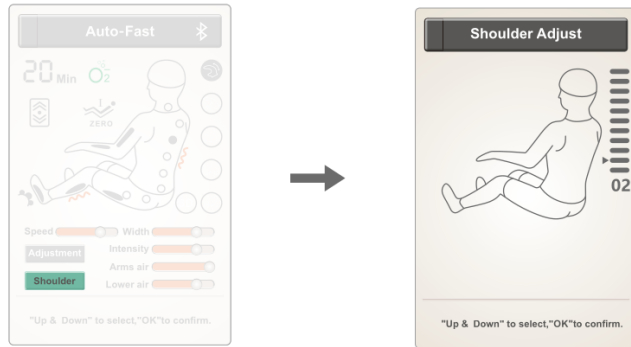 Auto-Fast
20 Min O2
ZERO
Speed Width
Adjustment Intensity
Arms air
Shoulder Lower air
"Up & Down" to select,"OK"to confirm.
Shoulder Adjust
02
"Up & Down" to select,"OK"to confirm.